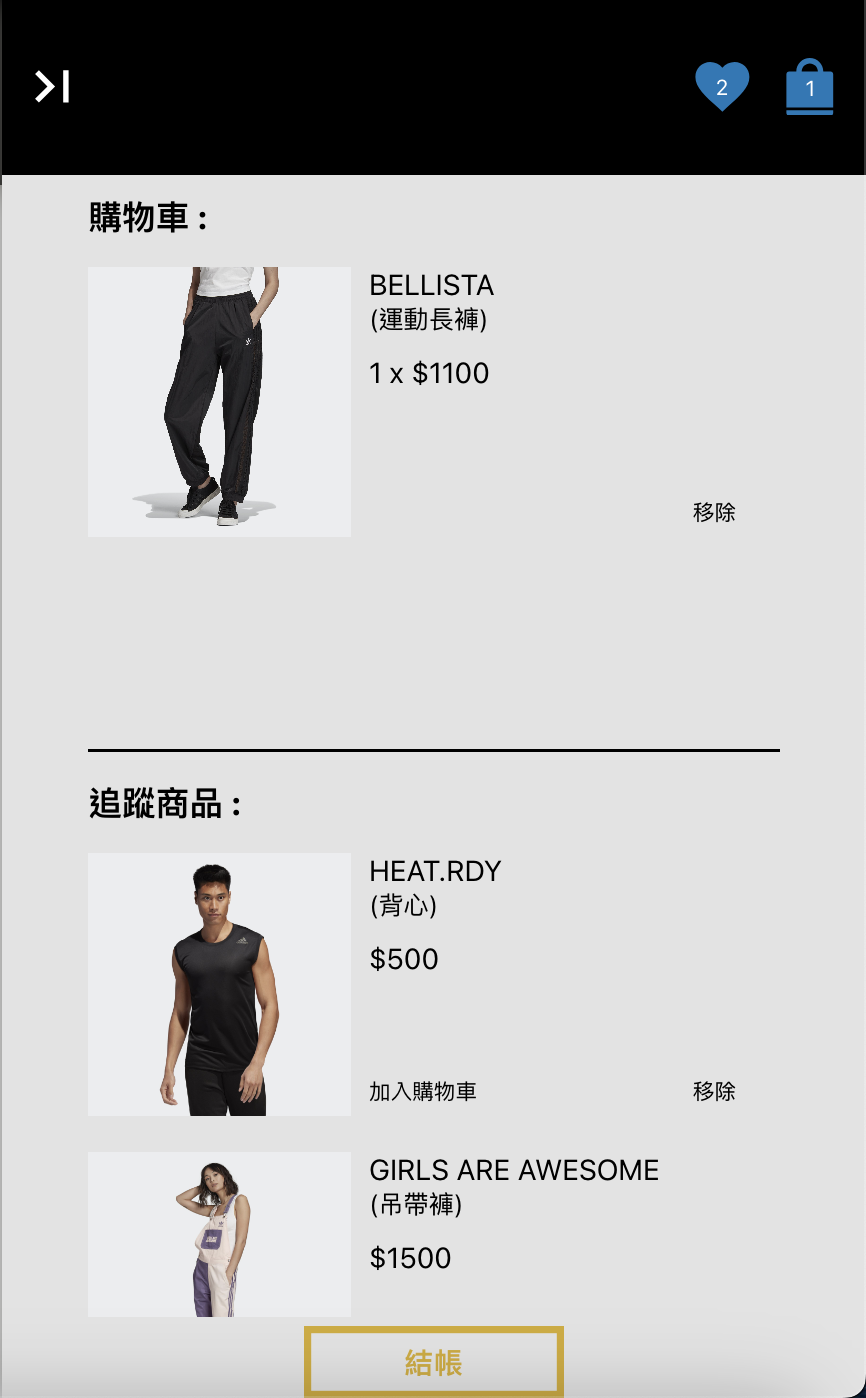 2
1
購物車 :
BELLISTA
(運動長褲)
1 x $1100
移除
追蹤商品 :
HEAT.RDY
(背心)
$500
加入購物車
移除
GIRLS ARE AWESOME
(吊帶褲)
$1500
結帳